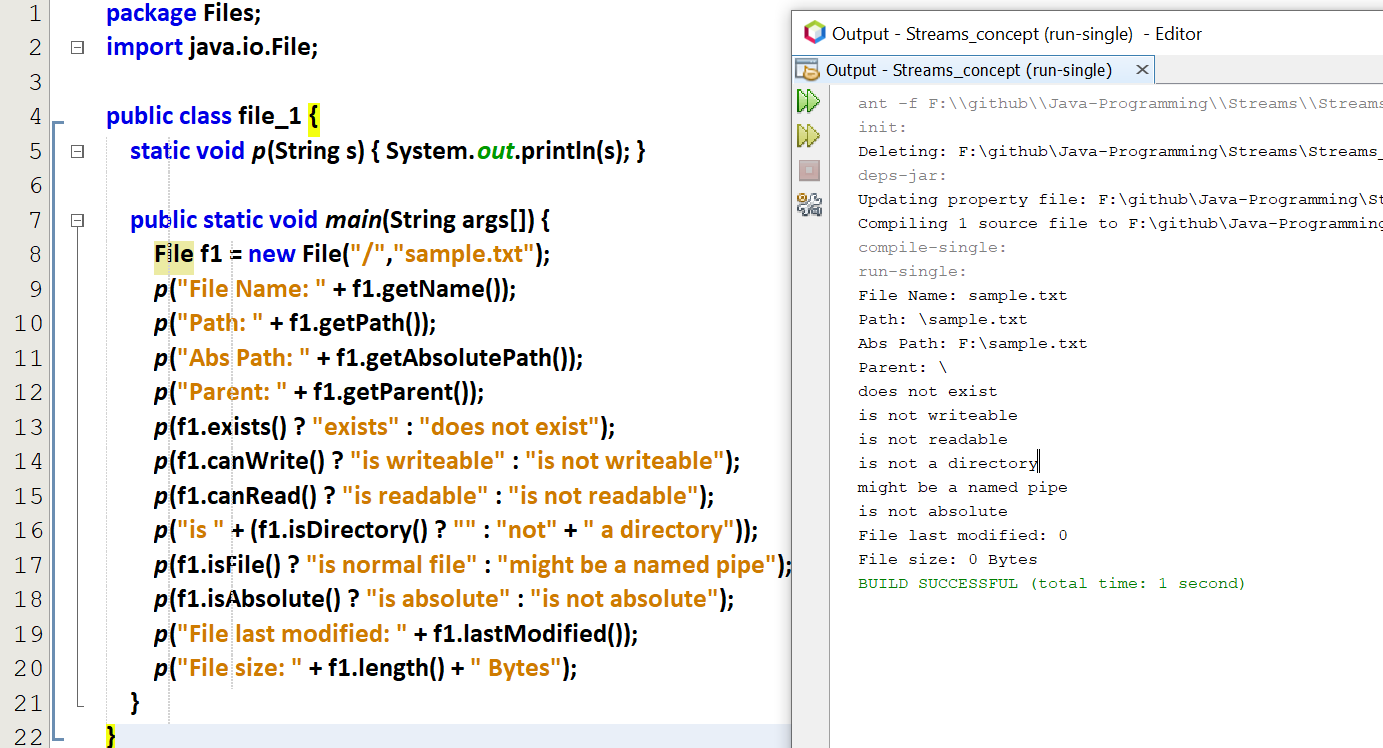 1 package Files;
2 import java.io.File;
3
4 public class file_1 {
5 static void p(String s) { System.out.println(s); }
6
7 public static void main(String args[]) {
8 File f1 = new File("/","sample.txt");
9 p("File Name: " + f1.getName());
10 p("Path: " + f1.getPath());
11 p("Abs Path: " + f1.getAbsolutePath());
12 p("Parent: " + f1.getParent());
13 p(f1.exists() ? "exists" : "does not exist");
14 p(f1.canWrite() ? "is writeable" : "is not writeable");
15 p(f1.canRead() ? "is readable" : "is not readable");
16 p("is " + (f1.isDirectory() ? "" : "not" + " a directory"));
17 p(f1.isFile() ? "is normal file" : "might be a named pipe");
18 p(f1.isAbsolute() ? "is absolute" : "is not absolute");
19 p("File last modified: " + f1.lastModified());
20 p("File size: " + f1.length() + " Bytes");
21 }
22 }
Output - Streams_concept (run-single) - Editor
Output - Streams_concept (run-single) ×
ant -f F:\\github\\Java-Programming\\Streams\\Streams
init:
Deleting: F:\github\Java-Programming\Streams\Streams_
deps-jar:
Updating property file: F:\github\Java-Programming\St
Compiling 1 source file to F:\github\Java-Programming
compile-single:
run-single:
File Name: sample.txt
Path: \sample.txt
Abs Path: F:\sample.txt
Parent: \
does not exist
is not writeable
is not readable
is not a directory
might be a named pipe
is not absolute
File last modified: 0
File size: 0 Bytes
BUILD SUCCESSFUL (total time: 1 second)